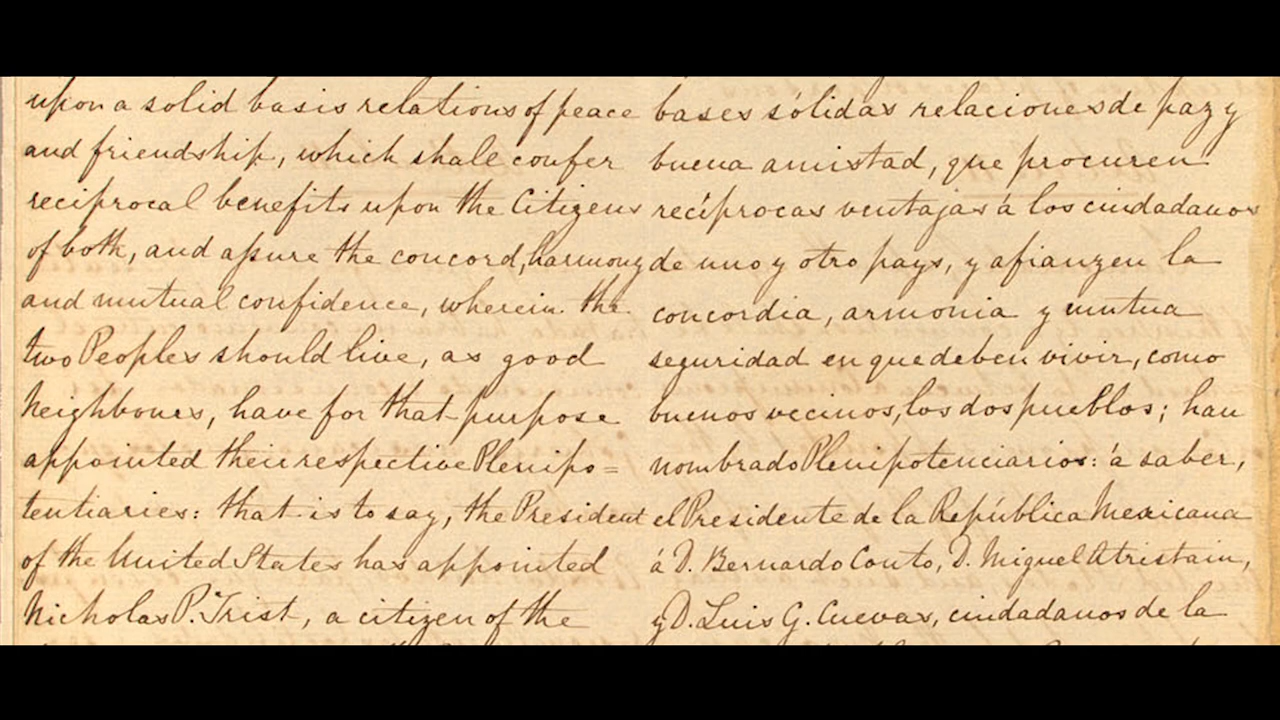 upon a solid basis relations of peace
and friendship, which shall confer
reciprocal benefits upon the Citizens
of both, and assure the concord, harmony
and mutual confidence, wherein the
two Peoples should live, as good
Neighbours, have for that purpose
appointed their respective Plenipo=
tentiaries: that is to say, the President
of the United States has appointed
Nicholas P. Trist, a citizen of the
bases sólidas relaciones de paz y
buena amistad, que procuren
recíprocas ventajas á los ciudadanos
de uno y otro pays, y afianzen la
concordia, armonia y mutua
seguridad en que deben vivir, como
buenos vecinos, los dos pueblos; han
nombrado Plenipotenciarios: á saber,
el Presidente de la República Mexicana
á D. Bernardo Couto, D. Miguel Atristain,
y D. Luis G. Cuevas, ciudadanos de la